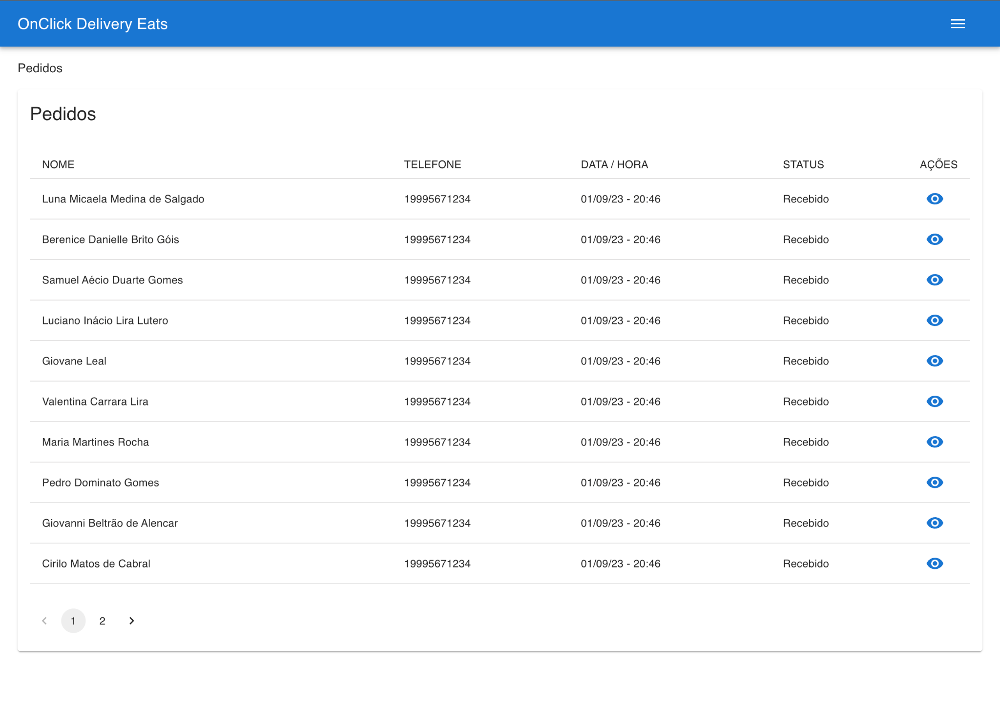 OnClick Delivery Eats
Pedidos
Pedidos
NOME TELEFONE DATA / HORA STATUS AÇÕES
Luna Micaela Medina de Salgado 19995671234 01/09/23 - 20:46 Recebido
Berenice Danielle Brito Góis 19995671234 01/09/23 - 20:46 Recebido
Samuel Aécio Duarte Gomes 19995671234 01/09/23 - 20:46 Recebido
Luciano Inácio Lira Lutero 19995671234 01/09/23 - 20:46 Recebido
Giovane Leal 19995671234 01/09/23 - 20:46 Recebido
Valentina Carrara Lira 19995671234 01/09/23 - 20:46 Recebido
Maria Martines Rocha 19995671234 01/09/23 - 20:46 Recebido
Pedro Dominato Gomes 19995671234 01/09/23 - 20:46 Recebido
Giovanni Beltrão de Alencar 19995671234 01/09/23 - 20:46 Recebido
Cirilo Matos de Cabral 19995671234 01/09/23 - 20:46 Recebido
1 2